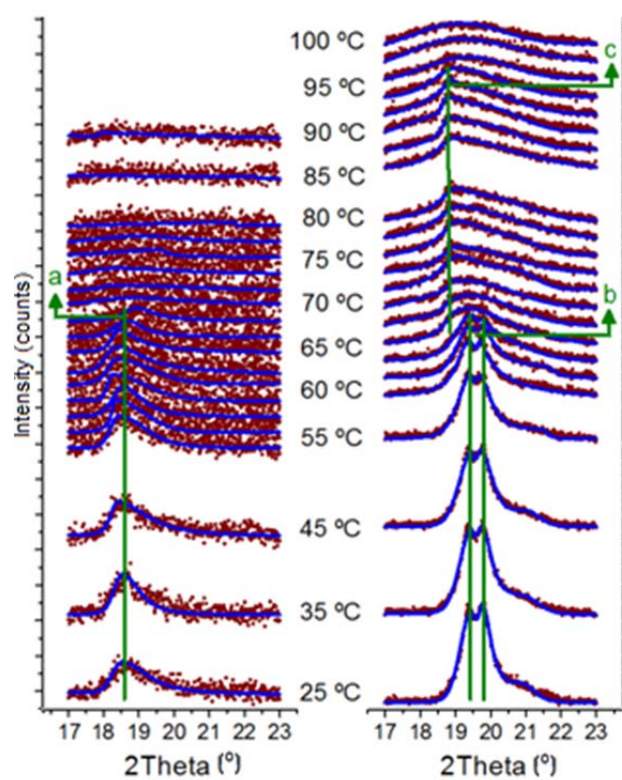 100 ºC
c
95 ºC
90 ºC
85 ºC
80 ºC
a
75 ºC
b
70 ºC
65 ºC
60 ºC
55 ºC
45 ºC
35 ºC
25 ºC
Intensity (counts)
17 18 19 20 21 22 23
17 18 19 20 21 22 23
2Theta (º)
2Theta (º)